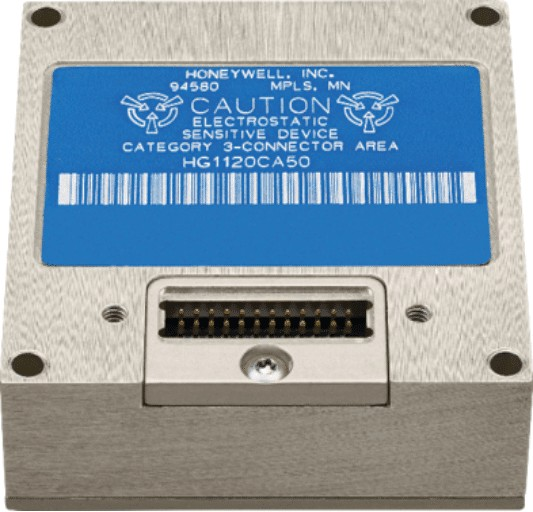 HONEYWELL, INC.
94580 MPLS, MN
CAUTION
ELECTROSTATIC
SENSITIVE DEVICE
CATEGORY 3-CONNECTOR AREA
HG1120CA50